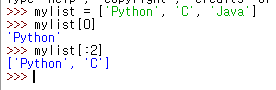 >>> mylist = ['Python', 'C', 'Java']
>>> mylist[0]
'Python'
>>> mylist[:2]
['Python', 'C']
>>>